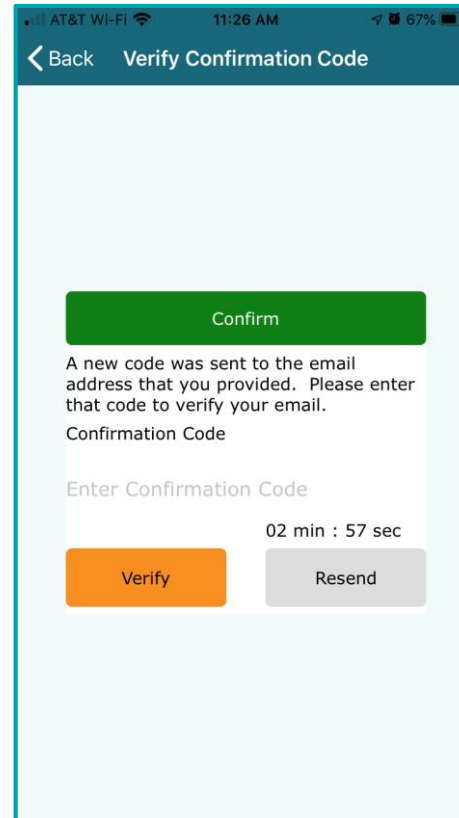 AT&T Wi-Fi 11:26 AM 67%
Back Verify Confirmation Code
Confirm
A new code was sent to the email
address that you provided. Please enter
that code to verify your email.
Confirmation Code
Enter Confirmation Code
02 min : 57 sec
Verify Resend